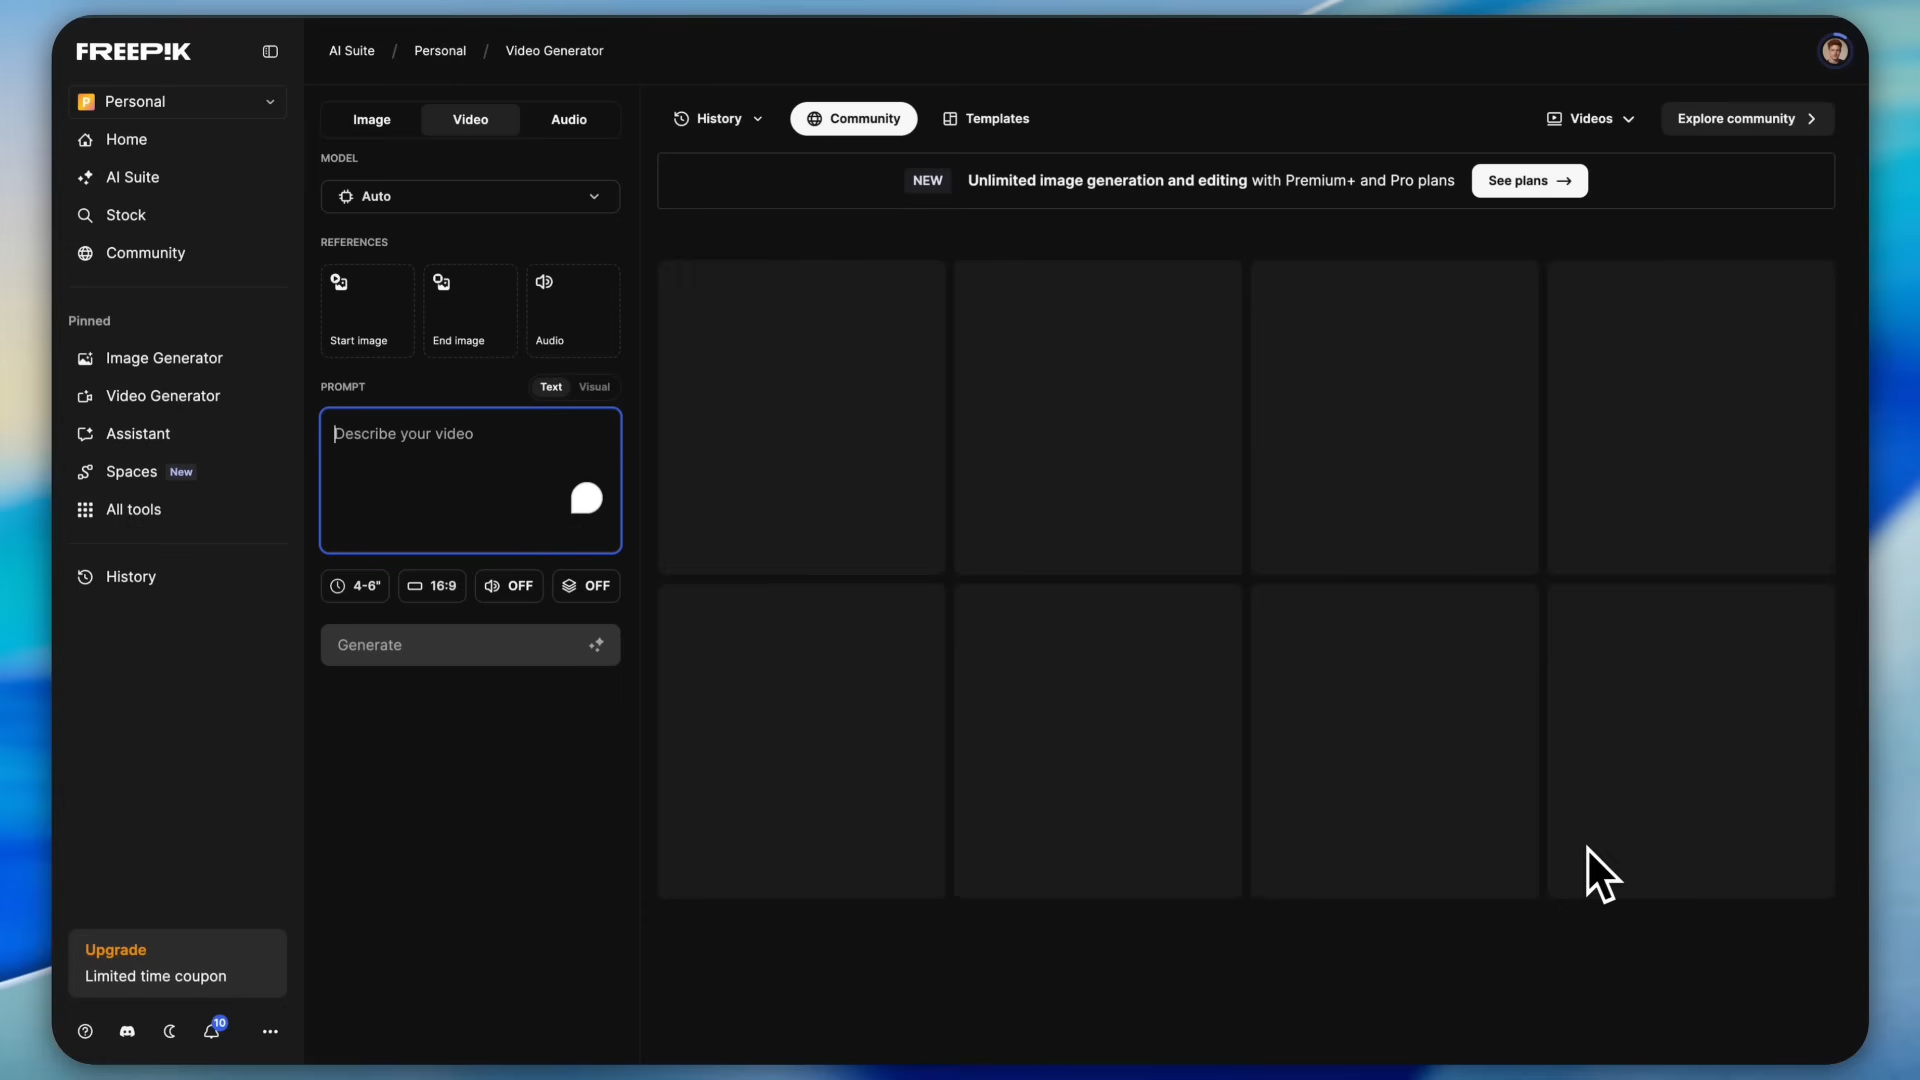 FREEPIK
AI Suite / Personal / Video Generator
P Personal
Home
AI Suite
Stock
Community
Pinned
Image Generator
Video Generator
Assistant
Spaces New
All tools
History
Upgrade
Limited time coupon
10
Image Video Audio
MODEL
Auto
REFERENCES
Start image End image Audio
PROMPT Text Visual
Describe your video
4-6" 16:9 OFF OFF
Generate
History Community Templates Videos Explore community
NEW Unlimited image generation and editing with Premium+ and Pro plans See plans →